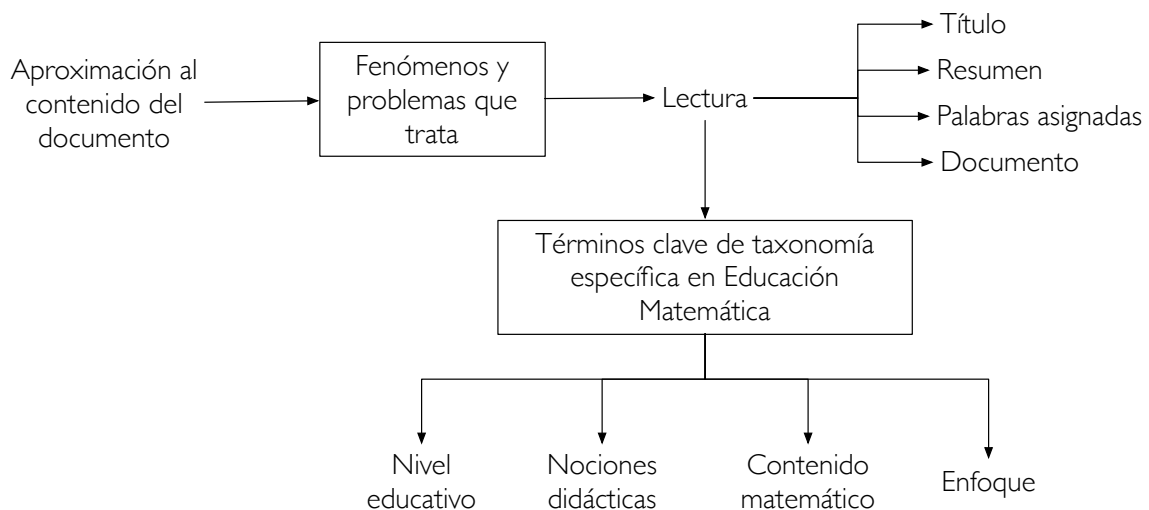 Aproximación al
contenido del
documento
Fenómenos y
problemas que
trata
Lectura
Título
Resumen
Palabras asignadas
Documento
Términos clave de taxonomía
específica en Educación
Matemática
Nivel
educativo
Nociones
didácticas
Contenido
matemático
Enfoque